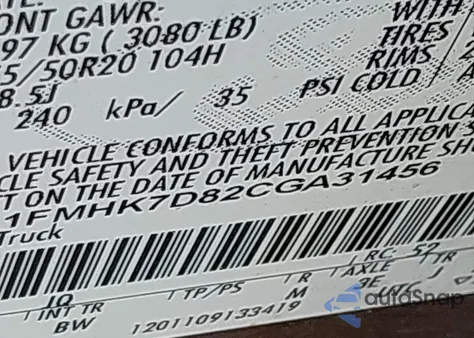 ONT GAWR:
97 KG ( 3080 LB)
5/50R20 104H
8.5J
240 kPa/ 35 PSI COLD
WITH
TIRES
RIMS
VEHICLE CONFORMS TO ALL APPLICA
CLE SAFETY AND THEFT PREVENTION
T ON THE DATE OF MANUFACTURE SH
1FMHK7D82CGA31456
Truck
INT TR
BW
TP/PS
R
M
AXLE
TR
J
RC: 52
1201109133419
autoSnap